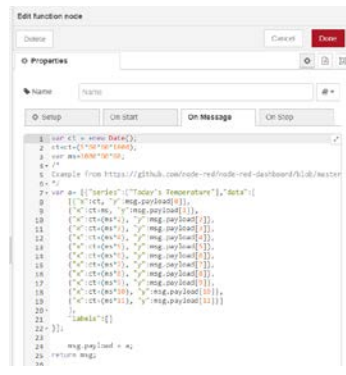 Edit function node
Delete
Cancel
Done
Properties
Name
Name
Setup
On Start
On Message
On Stop
1 var ct = +new Date();
2 ct=ct-(5*60*60*1000);
3 var ms=1000*60*60;
4 /*
5 Example from https://github.com/node-red/node-red-dashboard/blob/master
6 */
7 var a= [{"series":["Today's Temperature"],"data":[
8 [{"x":ct, "y":msg.payload[0]},
9 {"x":ct+ms, "y":msg.payload[1]},
10 {"x":ct+(ms*2), "y":msg.payload[2]},
11 {"x":ct+(ms*3), "y":msg.payload[3]},
12 {"x":ct+(ms*4), "y":msg.payload[4]},
13 {"x":ct+(ms*5), "y":msg.payload[5]},
14 {"x":ct+(ms*6), "y":msg.payload[6]},
15 {"x":ct+(ms*7), "y":msg.payload[7]},
16 {"x":ct+(ms*8), "y":msg.payload[8]},
17 {"x":ct+(ms*9), "y":msg.payload[9]},
18 {"x":ct+(ms*10), "y":msg.payload[10]},
19 {"x":ct+(ms*11), "y":msg.payload[11]}]
20 ],
21 "labels":[]
22 }];
23
24 msg.payload = a;
25 return msg;
26